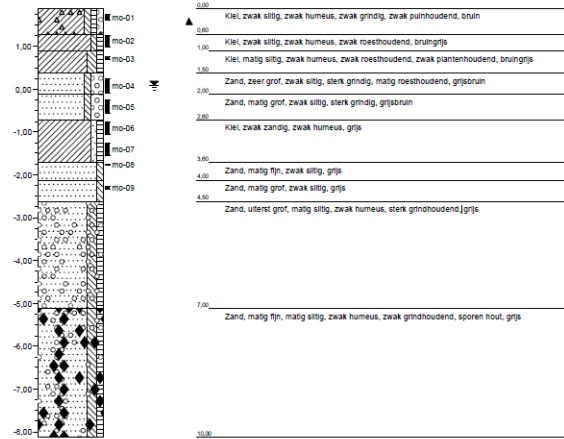 0,00
mo-01
Klei, zwak siltig, zwak humeus, zwak grindig, zwak puinhoudend, bruin
1,00
0,60
mo-02
Klei, zwak siltig, zwak humeus, zwak roesthoudend, bruingrijs
1,00
mo-03
Klei, matig siltig, zwak humeus, zwak roesthoudend, zwak plantenhoudend, bruingrijs
1,50
0,00
mo-04
Zand, zeer grof, zwak siltig, sterk grindig, matig roesthoudend, grijsbruin
2,00
mo-05
Zand, matig grof, zwak siltig, sterk grindig, grijsbruin
2,60
-1,00
mo-06
Klei, zwak zandig, zwak humeus, grijs
mo-07
3,60
mo-08
Zand, matig fijn, zwak siltig, grijs
4,00
mo-09
Zand, matig grof, zwak siltig, grijs
4,50
Zand, uiterst grof, matig siltig, zwak humeus, sterk grindhoudend, grijs
-3,00
-4,00
-5,00
7,00
Zand, matig fijn, matig siltig, zwak humeus, zwak grindhoudend, sporen hout, grijs
-6,00
-7,00
-8,00
10,00